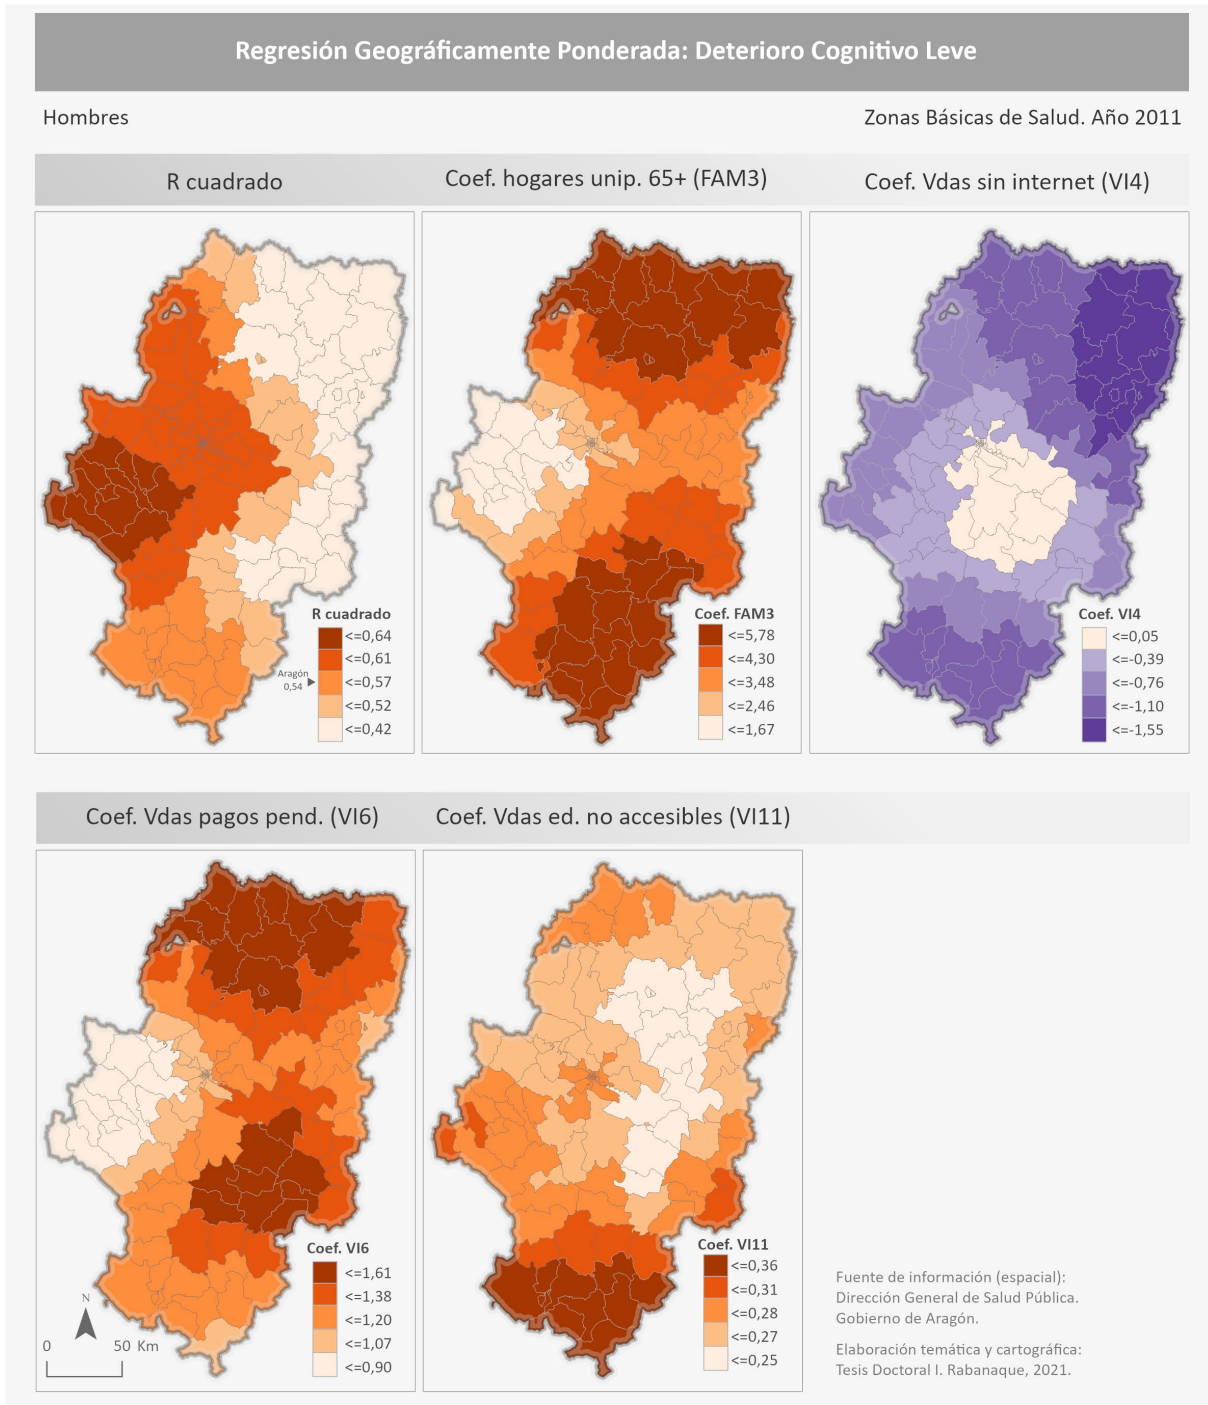 Regresión Geográficamente Ponderada: Deterioro Cognitivo Leve
Hombres
Zonas Básicas de Salud. Año 2011
R cuadrado
Coef. hogares unip. 65+ (FAM3)
Coef. Vdas sin internet (VI4)
R cuadrado
<=0,64
<=0,61
<=0,57
<=0,52
<=0,42
Aragón
0,54
Coef. FAM3
<=5,78
<=4,30
<=3,48
<=2,46
<=1,67
Coef. VI4
<=0,05
<=-0,39
<=-0,76
<=-1,10
<=-1,55
Coef. Vdas pagos pend. (VI6)
Coef. Vdas ed. no accesibles (VI11)
Coef. VI6
<=1,61
<=1,38
<=1,20
<=1,07
<=0,90
N
0 50 Km
Coef. VI11
<=0,36
<=0,31
<=0,28
<=0,27
<=0,25
Fuente de información (espacial):
Dirección General de Salud Pública.
Gobierno de Aragón.
Elaboración temática y cartográfica:
Tesis Doctoral I. Rabanaque, 2021.